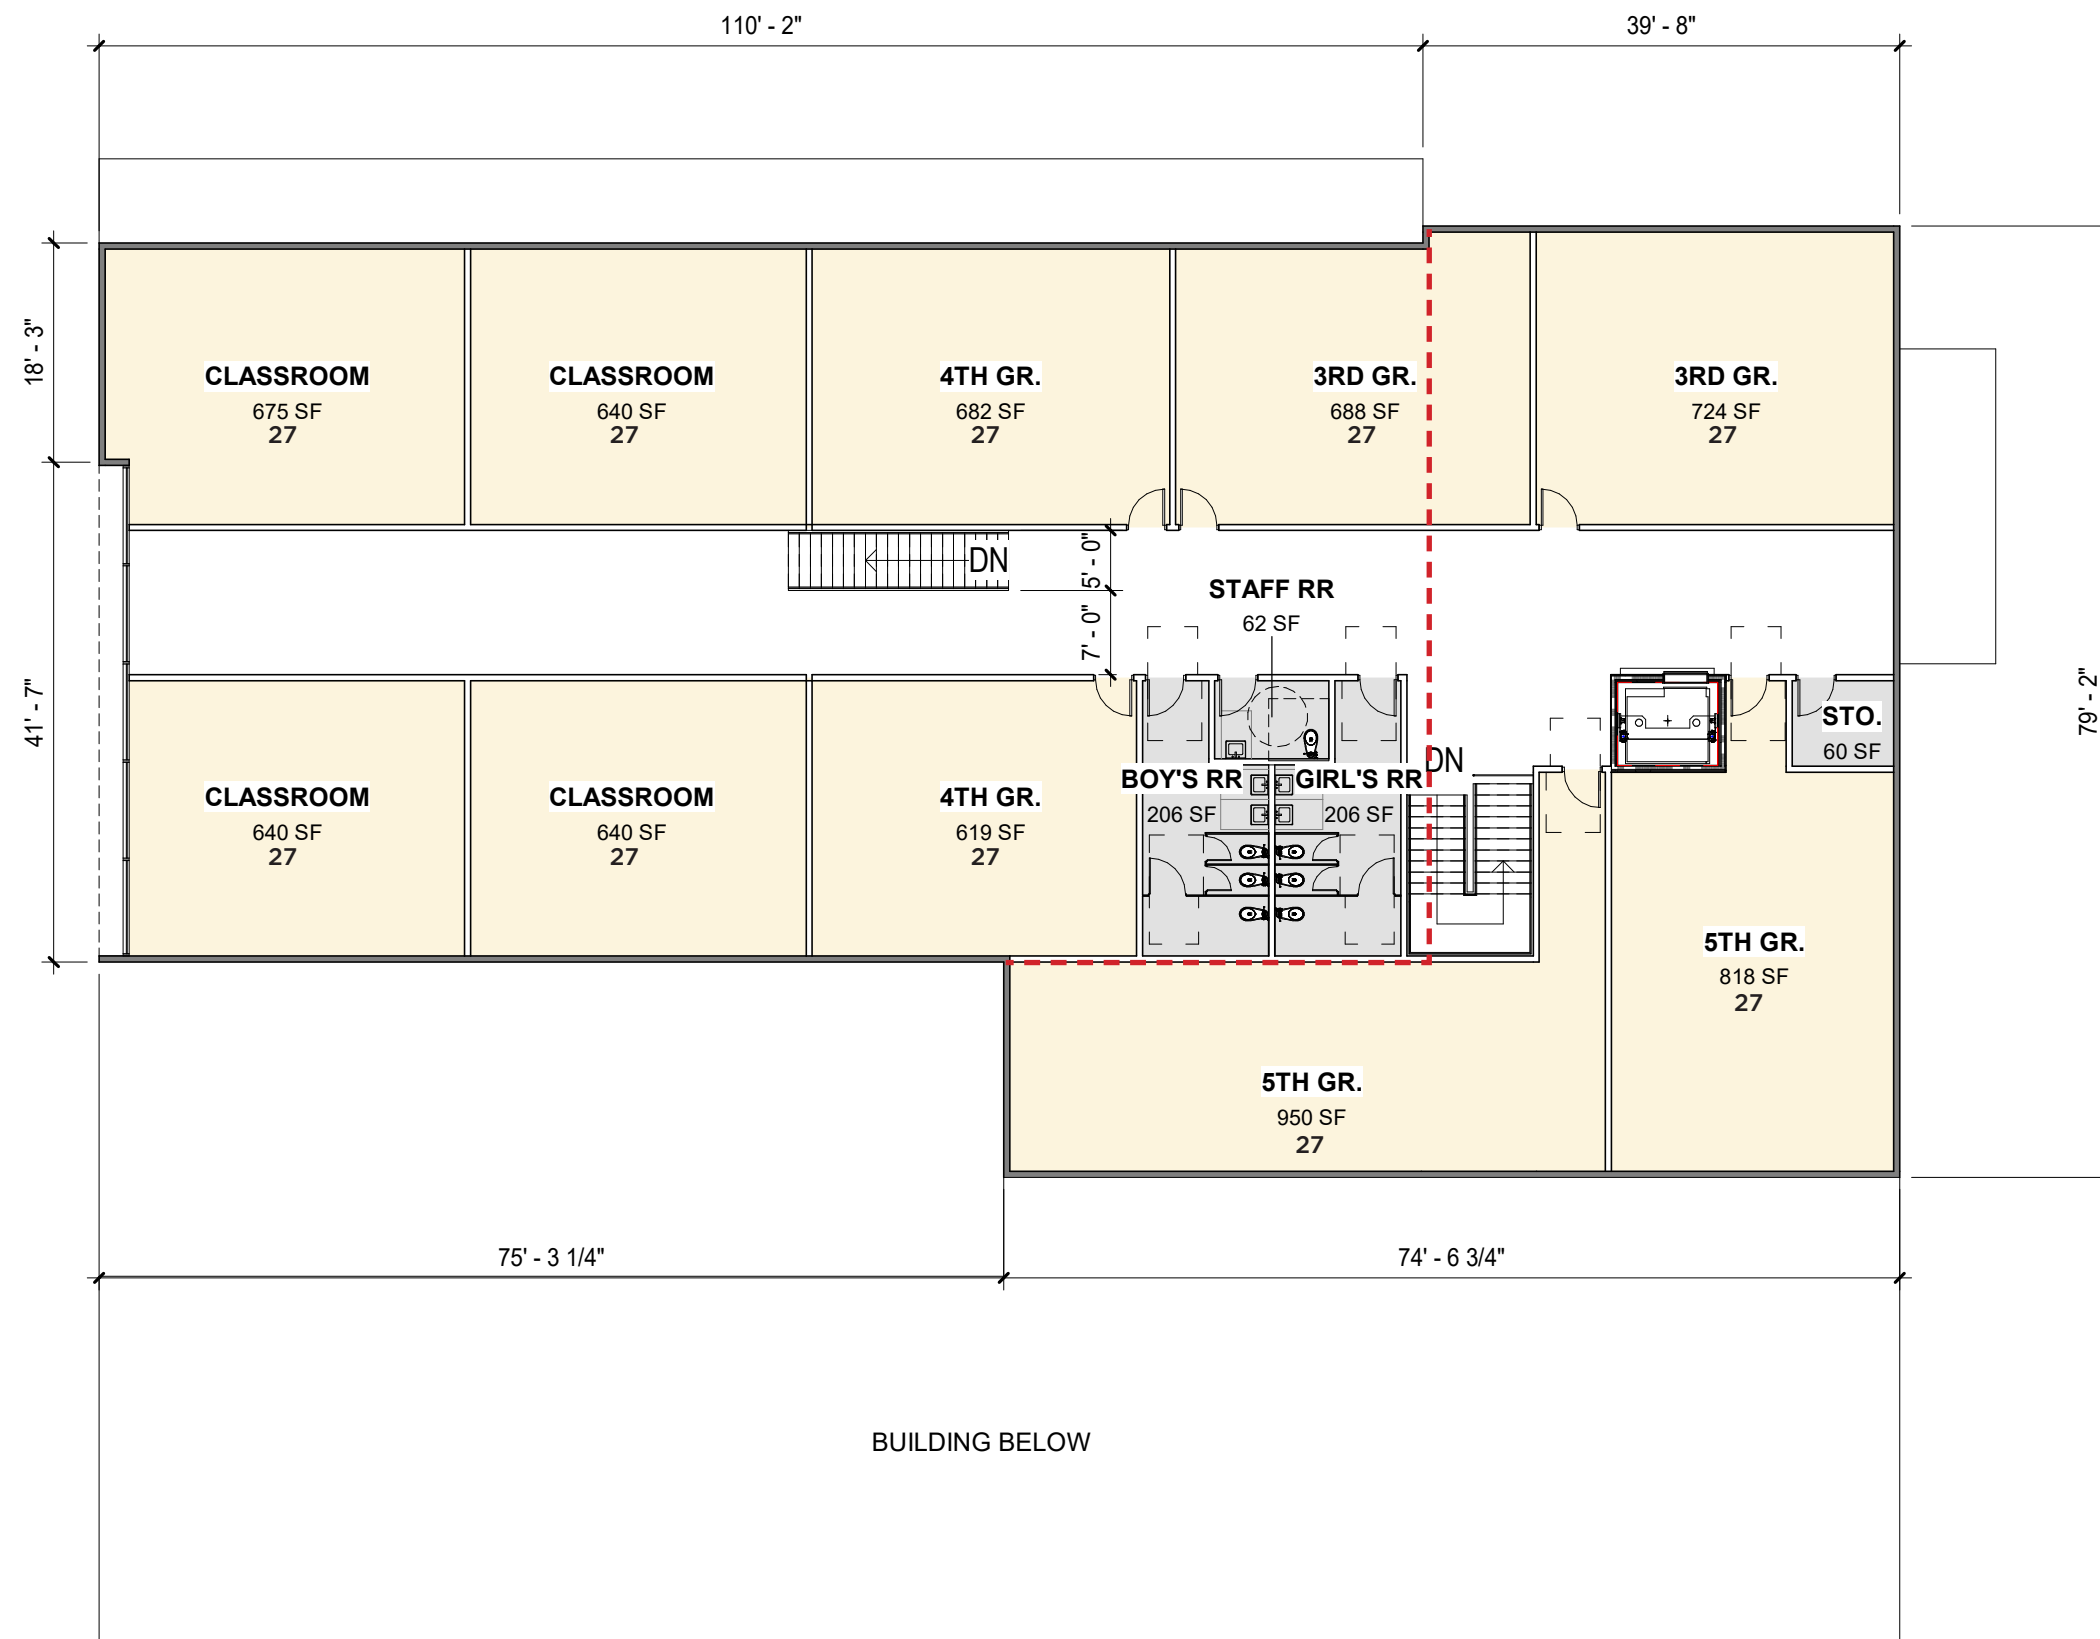 110' - 2"
39' - 8"
18' - 3"
41' - 7"
79' - 2"
CLASSROOM
675 SF
27
CLASSROOM
640 SF
27
4TH GR.
682 SF
27
3RD GR.
688 SF
27
3RD GR.
724 SF
27
DN
5' - 0"
7' - 0"
STAFF RR
62 SF
STO.
60 SF
DN
BOY'S RR
206 SF
GIRL'S RR
206 SF
CLASSROOM
640 SF
27
CLASSROOM
640 SF
27
4TH GR.
619 SF
27
5TH GR.
818 SF
27
5TH GR.
950 SF
27
75' - 3 1/4"
74' - 6 3/4"
BUILDING BELOW